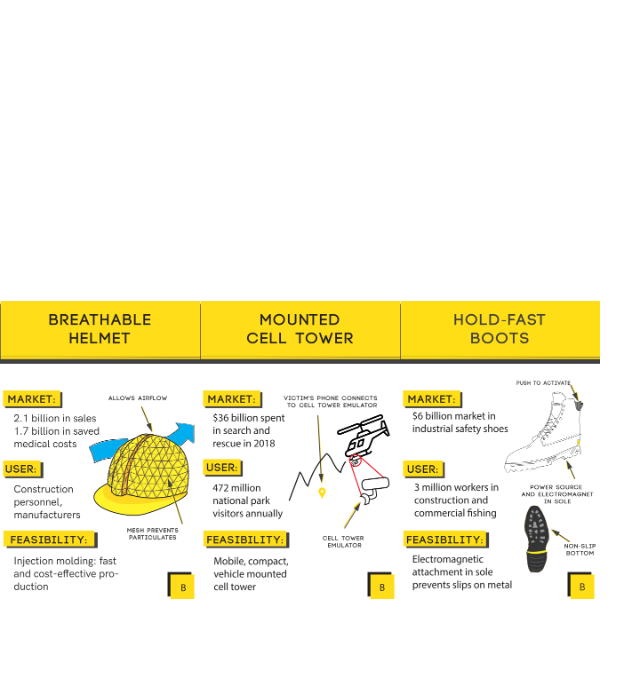 BREATHABLE
HELMET
MARKET:
2.1 billion in sales
1.7 billion in saved
medical costs
USER:
Construction
personnel,
manufacturers
FEASIBILITY:
Injection molding: fast
and cost-effective pro-
duction
ALLOWS AIRFLOW
MESH PREVENTS
PARTICULATES
B
MOUNTED
CELL TOWER
MARKET:
$36 billion spent
in search and
rescue in 2018
USER:
472 million
national park
visitors annually
FEASIBILITY:
Mobile, compact,
vehicle mounted
cell tower
VICTIM'S PHONE CONNECTS
TO CELL TOWER EMULATOR
CELL TOWER
EMULATOR
B
HOLD-FAST
BOOTS
MARKET:
$6 billion market in
industrial safety shoes
USER:
3 million workers in
construction and
commercial fishing
FEASIBILITY:
Electromagnetic
attachment in sole
prevents slips on metal
PUSH TO ACTIVATE
POWER SOURCE
AND ELECTROMAGNET
IN SOLE
NON-SLIP
BOTTOM
B